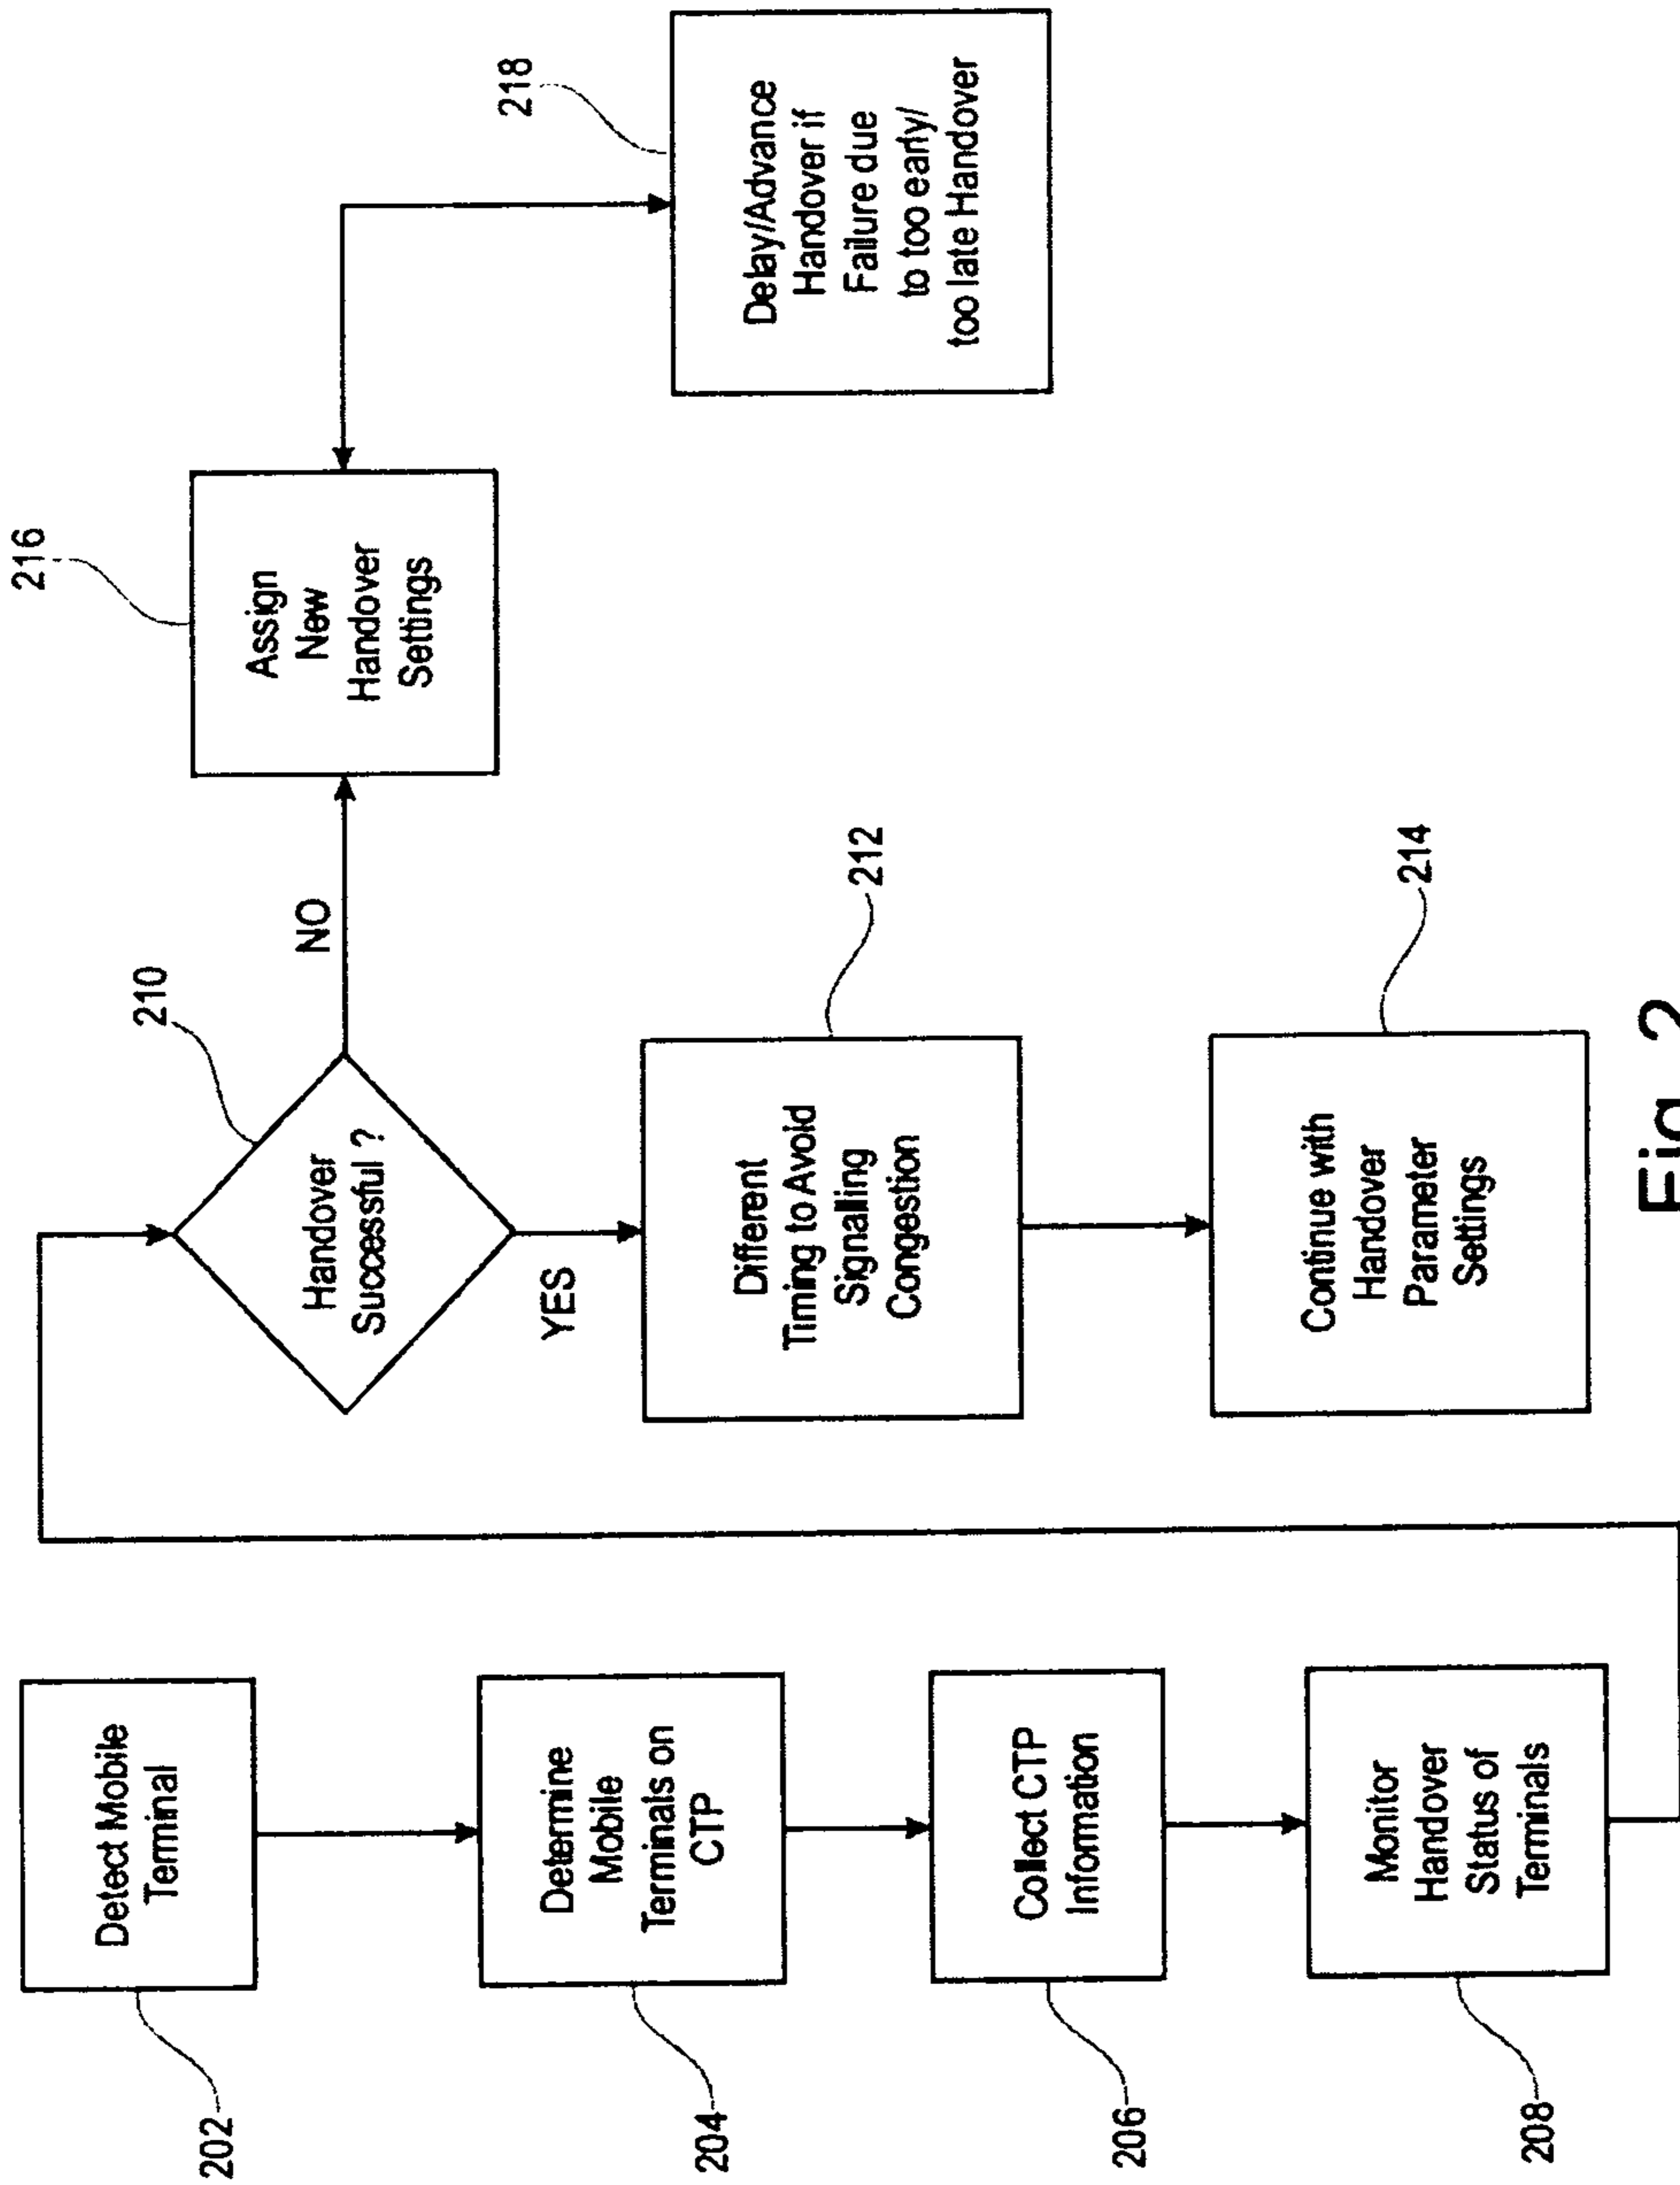 202
Detect Mobile
Terminal
204
Determine
Mobile
Terminals on
CTP
206
Collect CTP
Information
208
Monitor
Handover
Status of
Terminals
210
Handover
Successful ?
NO
YES
212
Different
Timing to Avoid
Signalling
Congestion
214
Continue with
Handover
Parameter
Settings
216
Assign
New
Handover
Settings
218
Delay/Advance
Handover if
Failure due
to too early/
too late Handover
Fig. 2